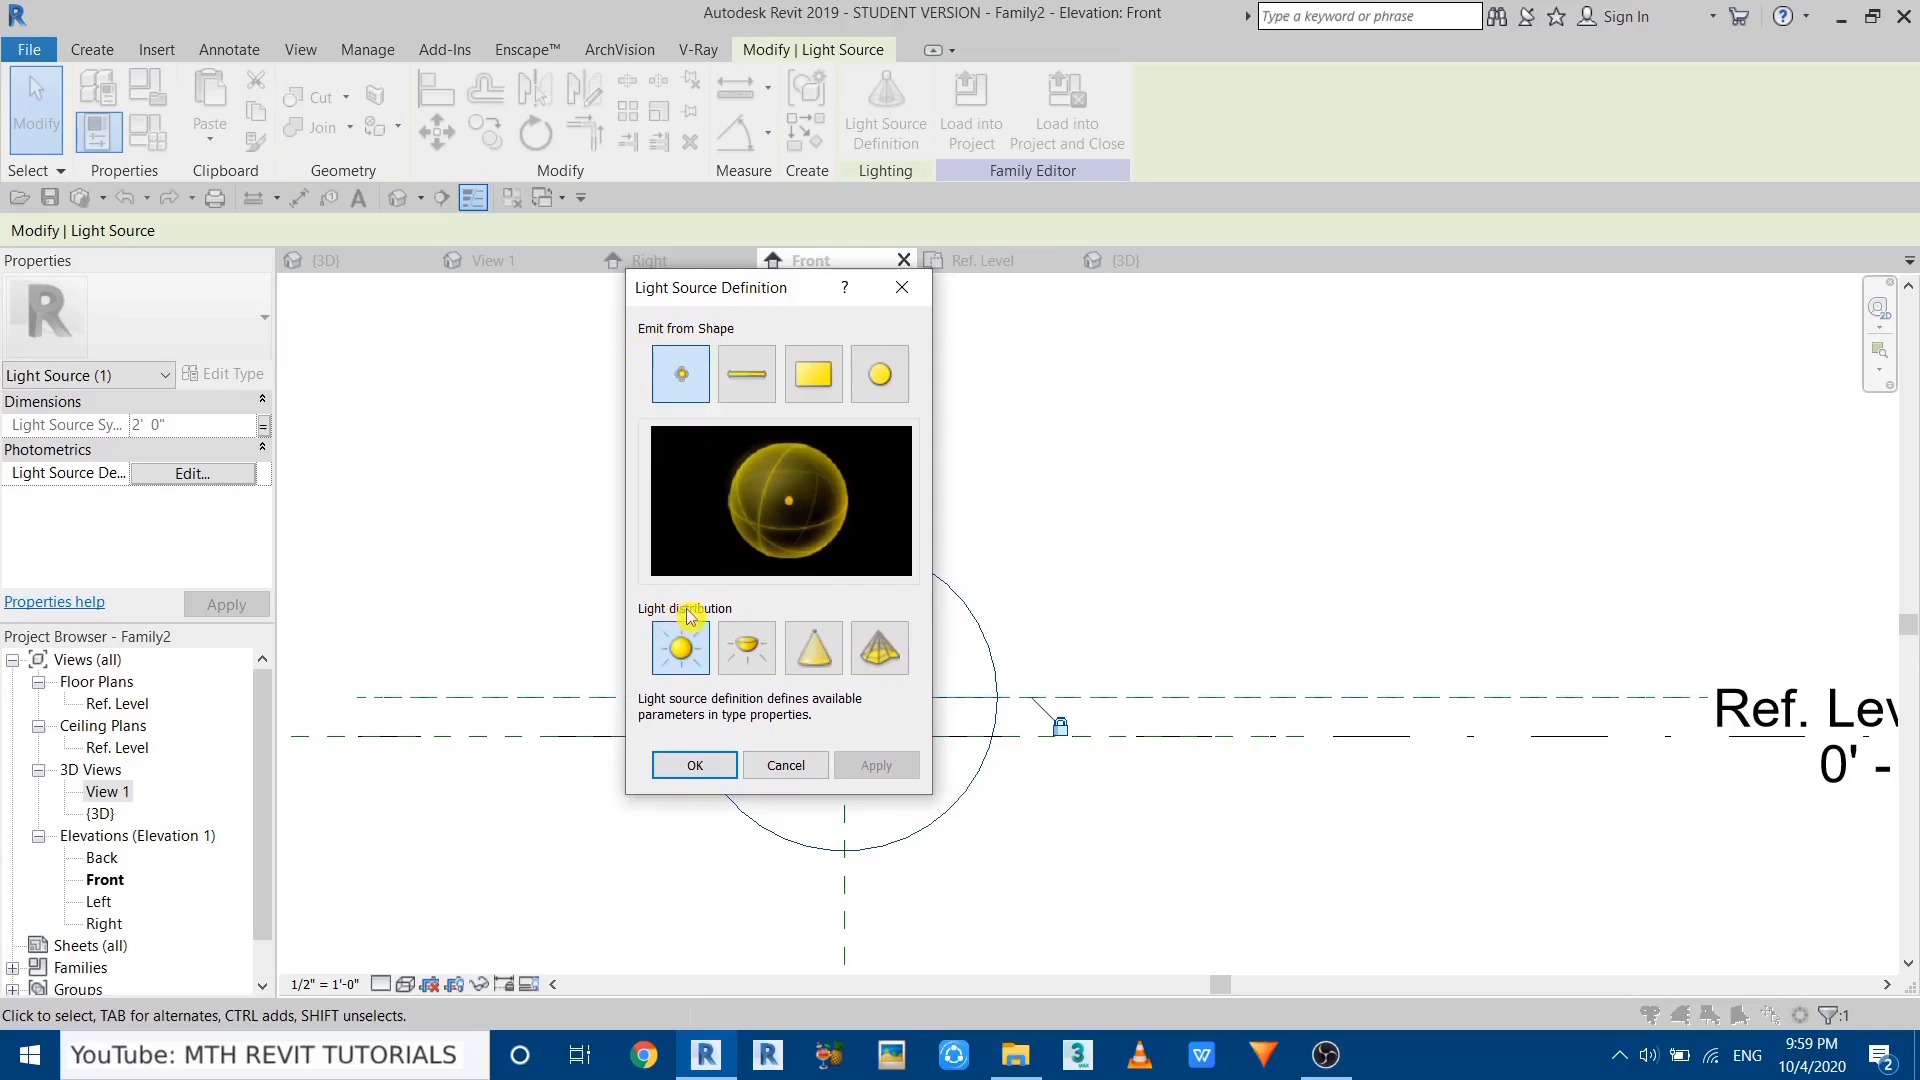 Autodesk Revit 2019 - STUDENT VERSION - Family2 - Elevation: Front
Type a keyword or phrase
Sign In
File Create Insert Annotate View Manage Add-Ins Enscape™ ArchVision V-Ray Modify | Light Source
Modify
Paste
Cut
Join
Light Source Definition
Load into Project
Load into Project and Close
Select Properties Clipboard Geometry Modify Measure Create Lighting Family Editor
Modify | Light Source
Properties
{3D} View 1 Right Front Ref. Level {3D}
Light Source (1)
Edit Type
Dimensions
Light Source Sy... 2' 0"
Photometrics
Light Source De... Edit...
Properties help
Apply
Project Browser - Family2
Views (all)
Floor Plans
Ref. Level
Ceiling Plans
Ref. Level
3D Views
View 1
{3D}
Elevations (Elevation 1)
Back
Front
Left
Right
Sheets (all)
Families
Groups
Light Source Definition ?
Emit from Shape
Light distribution
Light source definition defines available
parameters in type properties.
OK Cancel Apply
Ref. Lev
0' -
1/2" = 1'-0"
Click to select, TAB for alternates, CTRL adds, SHIFT unselects.
:1
YouTube: MTH REVIT TUTORIALS
ENG
9:59 PM
10/4/2020
2